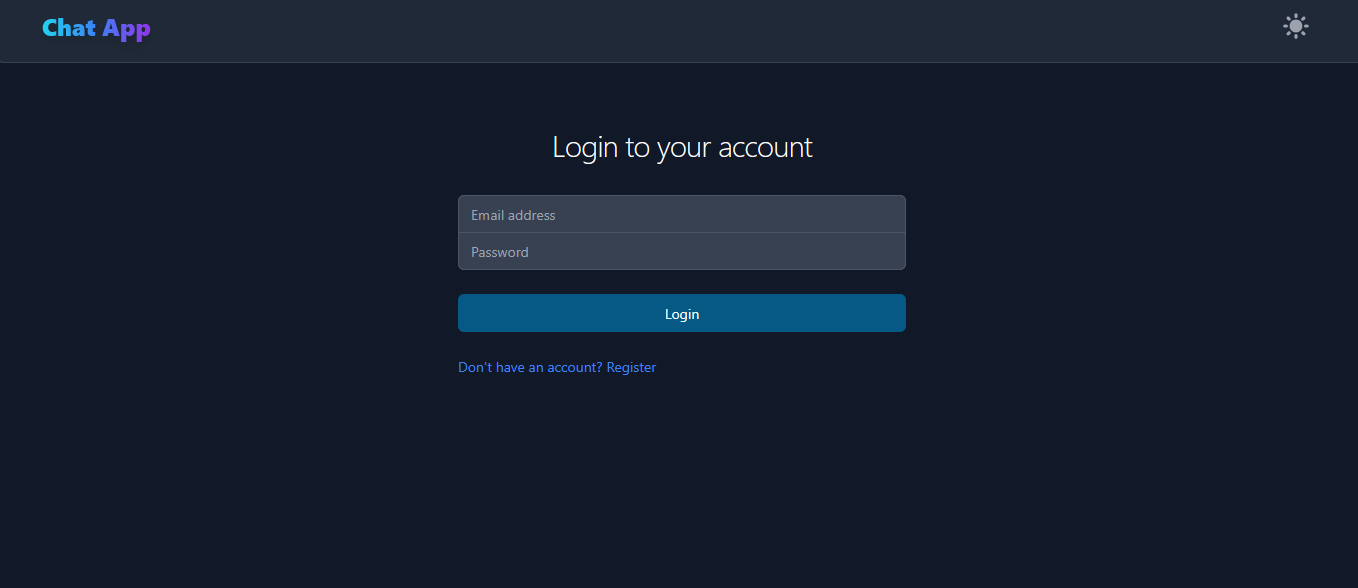 Chat App
Login to your account
Email address
Password
Login
Don't have an account? Register